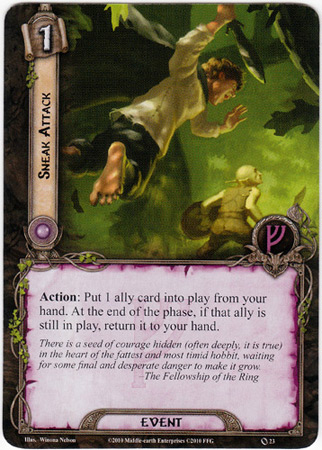 1
SNEAK ATTACK
Action: Put 1 ally card into play from your
hand. At the end of the phase, if that ally
is still in play, return it to your hand.
There is a seed of courage hidden (often deeply, it is true)
in the heart of the fattest and most timid hobbit, waiting
for some final and desperate danger to make it grow.
–The Fellowship of the Ring
EVENT
Illus. Winona Nelson
©2010 Middle-earth Enterprises ©2010 FFG
23